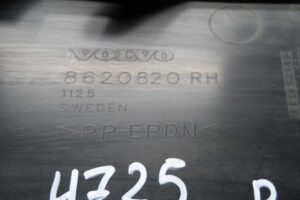 VOLVO
8620820 RH
1125
SWEDEN
>PP-EPDM<
4725